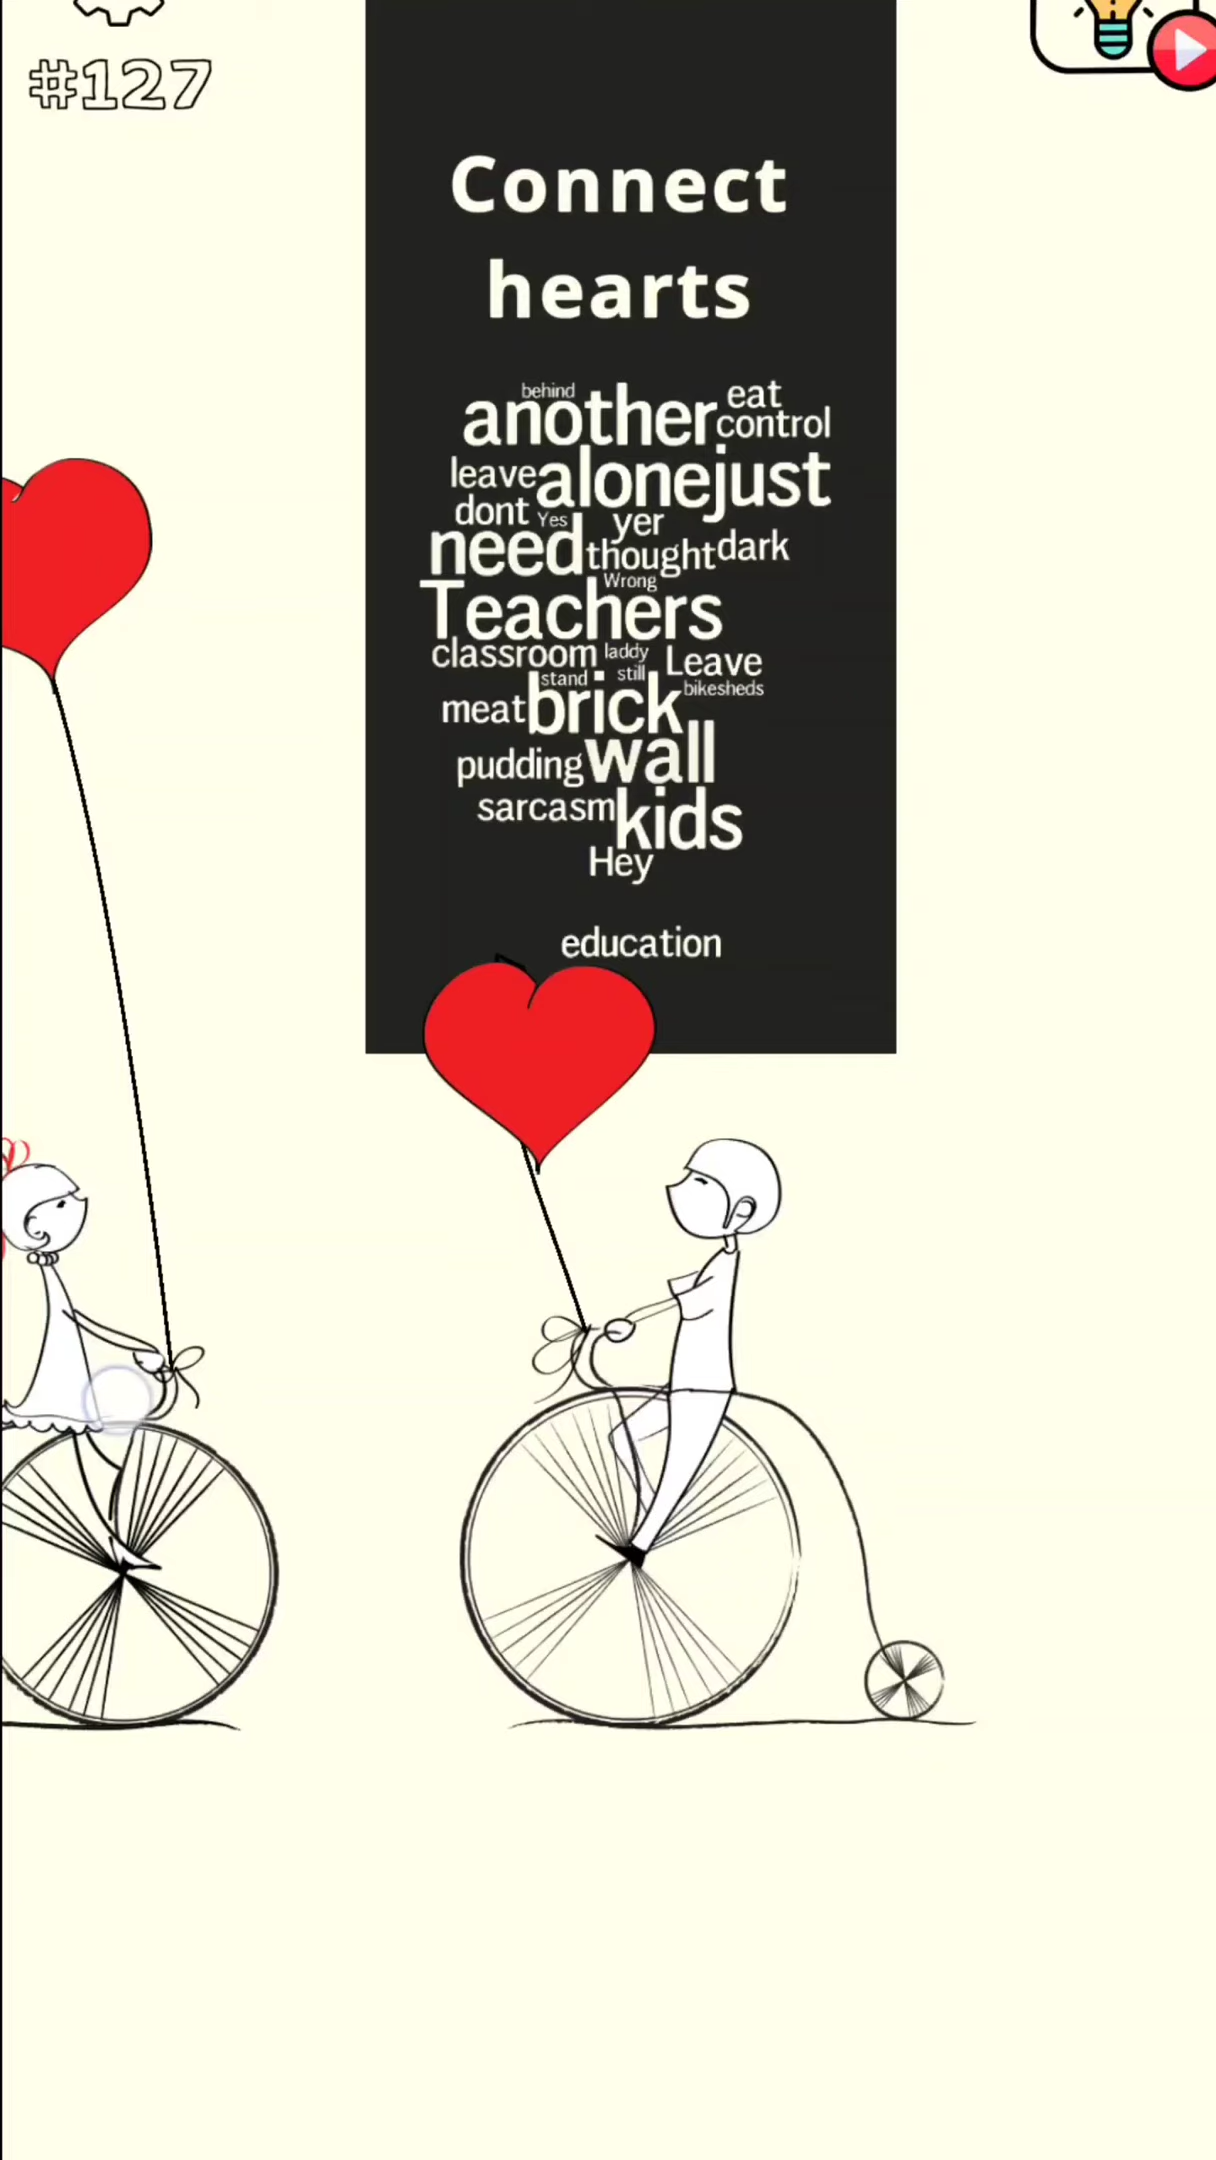 #127
Connect
hearts
behind
another eat
control
leave alone just
dont Yes yer
need thought dark
Wrong
Teachers
classroom laddy Leave
stand still bikesheds
meat brick
pudding wall
sarcasm kids
Hey
education